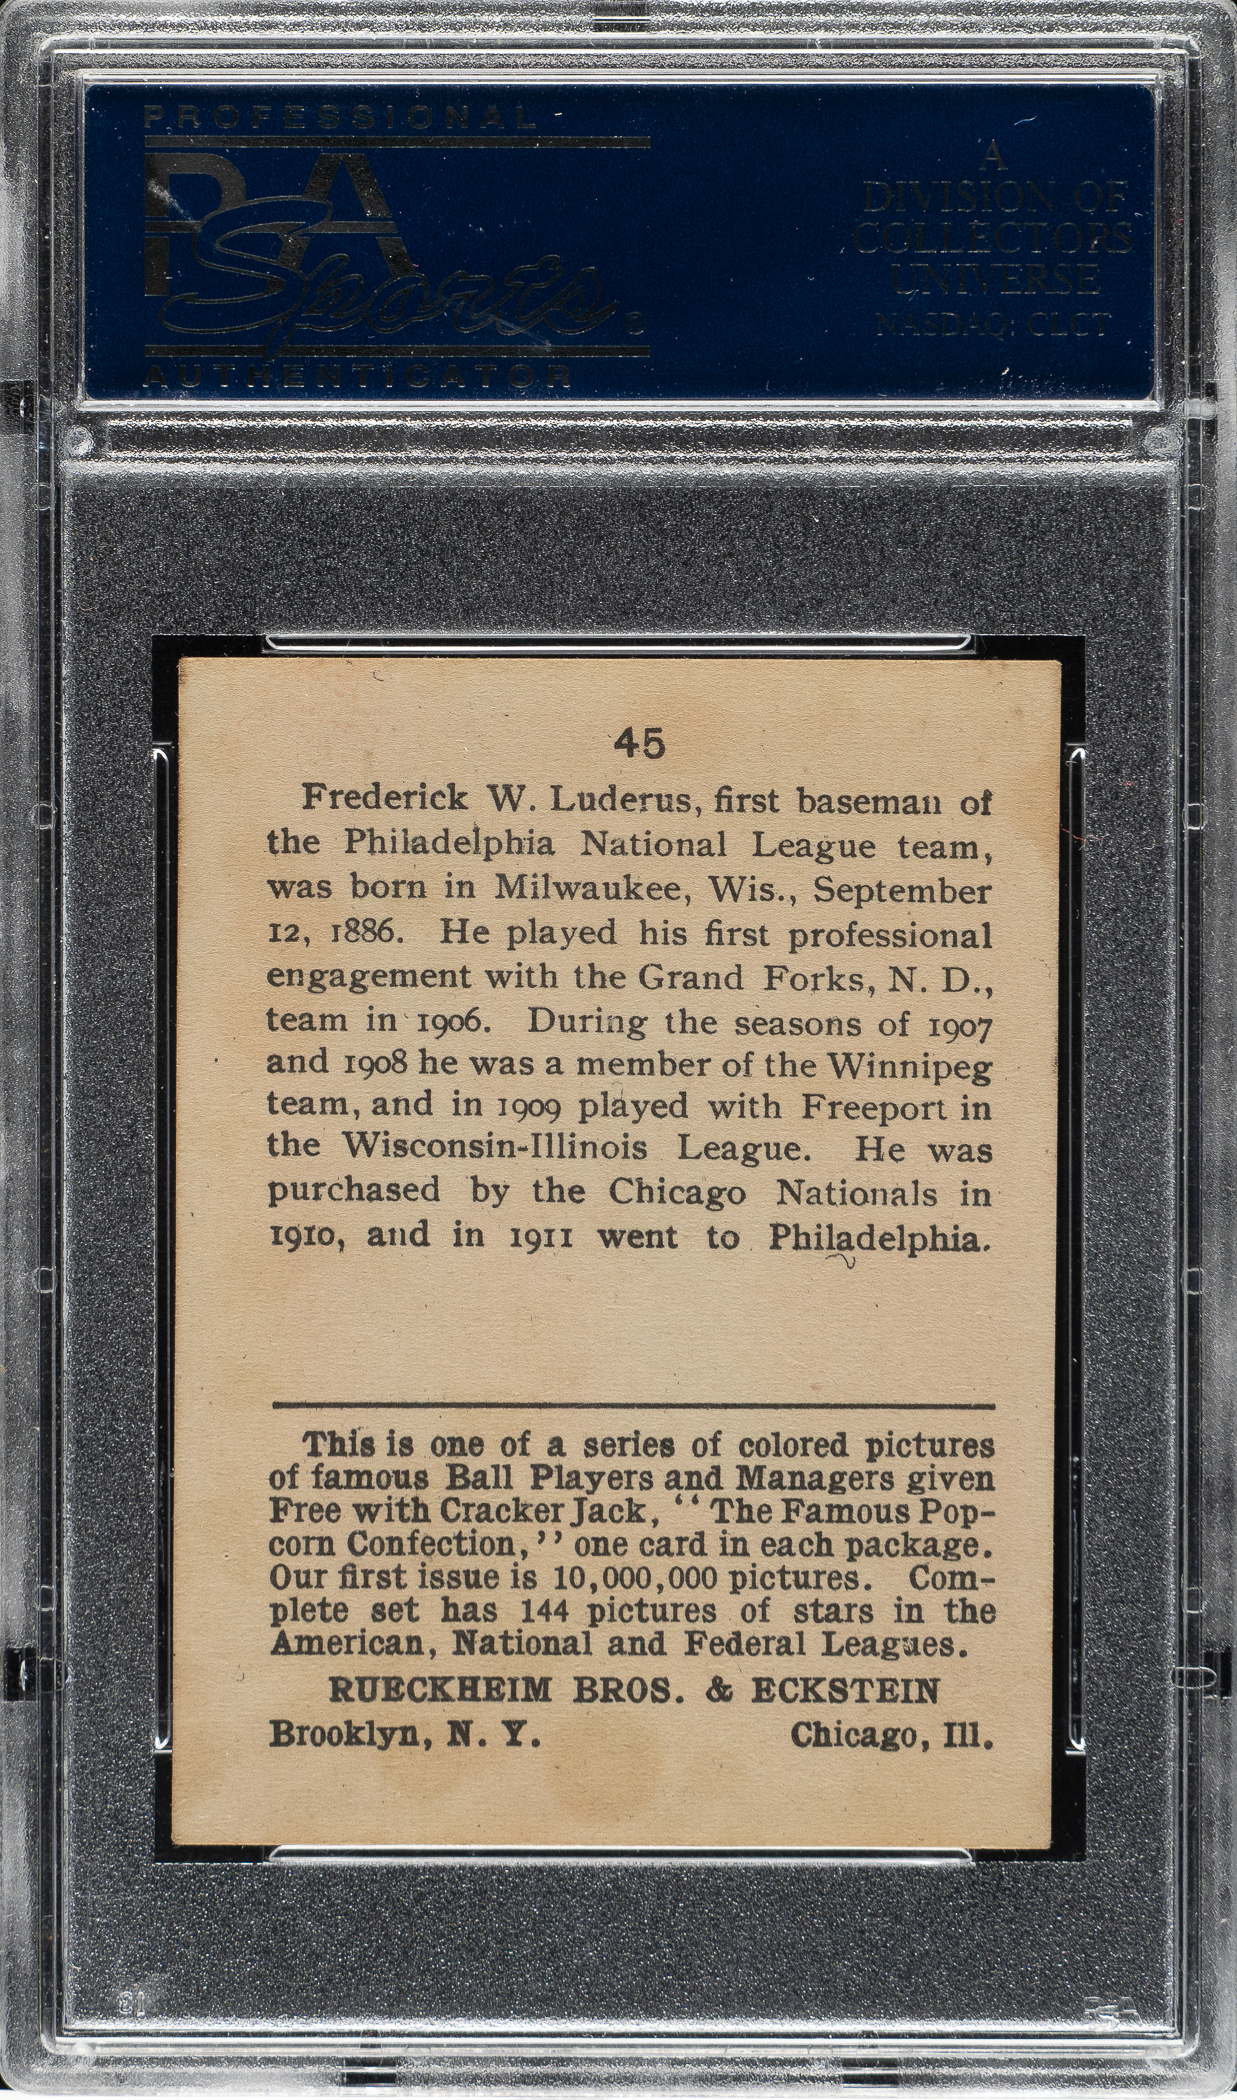 PROFESSIONAL
PSA
Sports
AUTHENTICATOR
A
DIVISION OF
COLLECTORS
UNIVERSE
NASDAQ: CLCT
45
Frederick W. Luderus, first baseman of
the Philadelphia National League team,
was born in Milwaukee, Wis., September
12, 1886. He played his first professional
engagement with the Grand Forks, N. D.,
team in 1906. During the seasons of 1907
and 1908 he was a member of the Winnipeg
team, and in 1909 played with Freeport in
the Wisconsin-Illinois League. He was
purchased by the Chicago Nationals in
1910, and in 1911 went to Philadelphia.
This is one of a series of colored pictures
of famous Ball Players and Managers given
Free with Cracker Jack, “The Famous Pop-
corn Confection,” one card in each package.
Our first issue is 10,000,000 pictures. Com-
plete set has 144 pictures of stars in the
American, National and Federal Leagues.
RUECKHEIM BROS. & ECKSTEIN
Brooklyn, N. Y. Chicago, Ill.
PSA